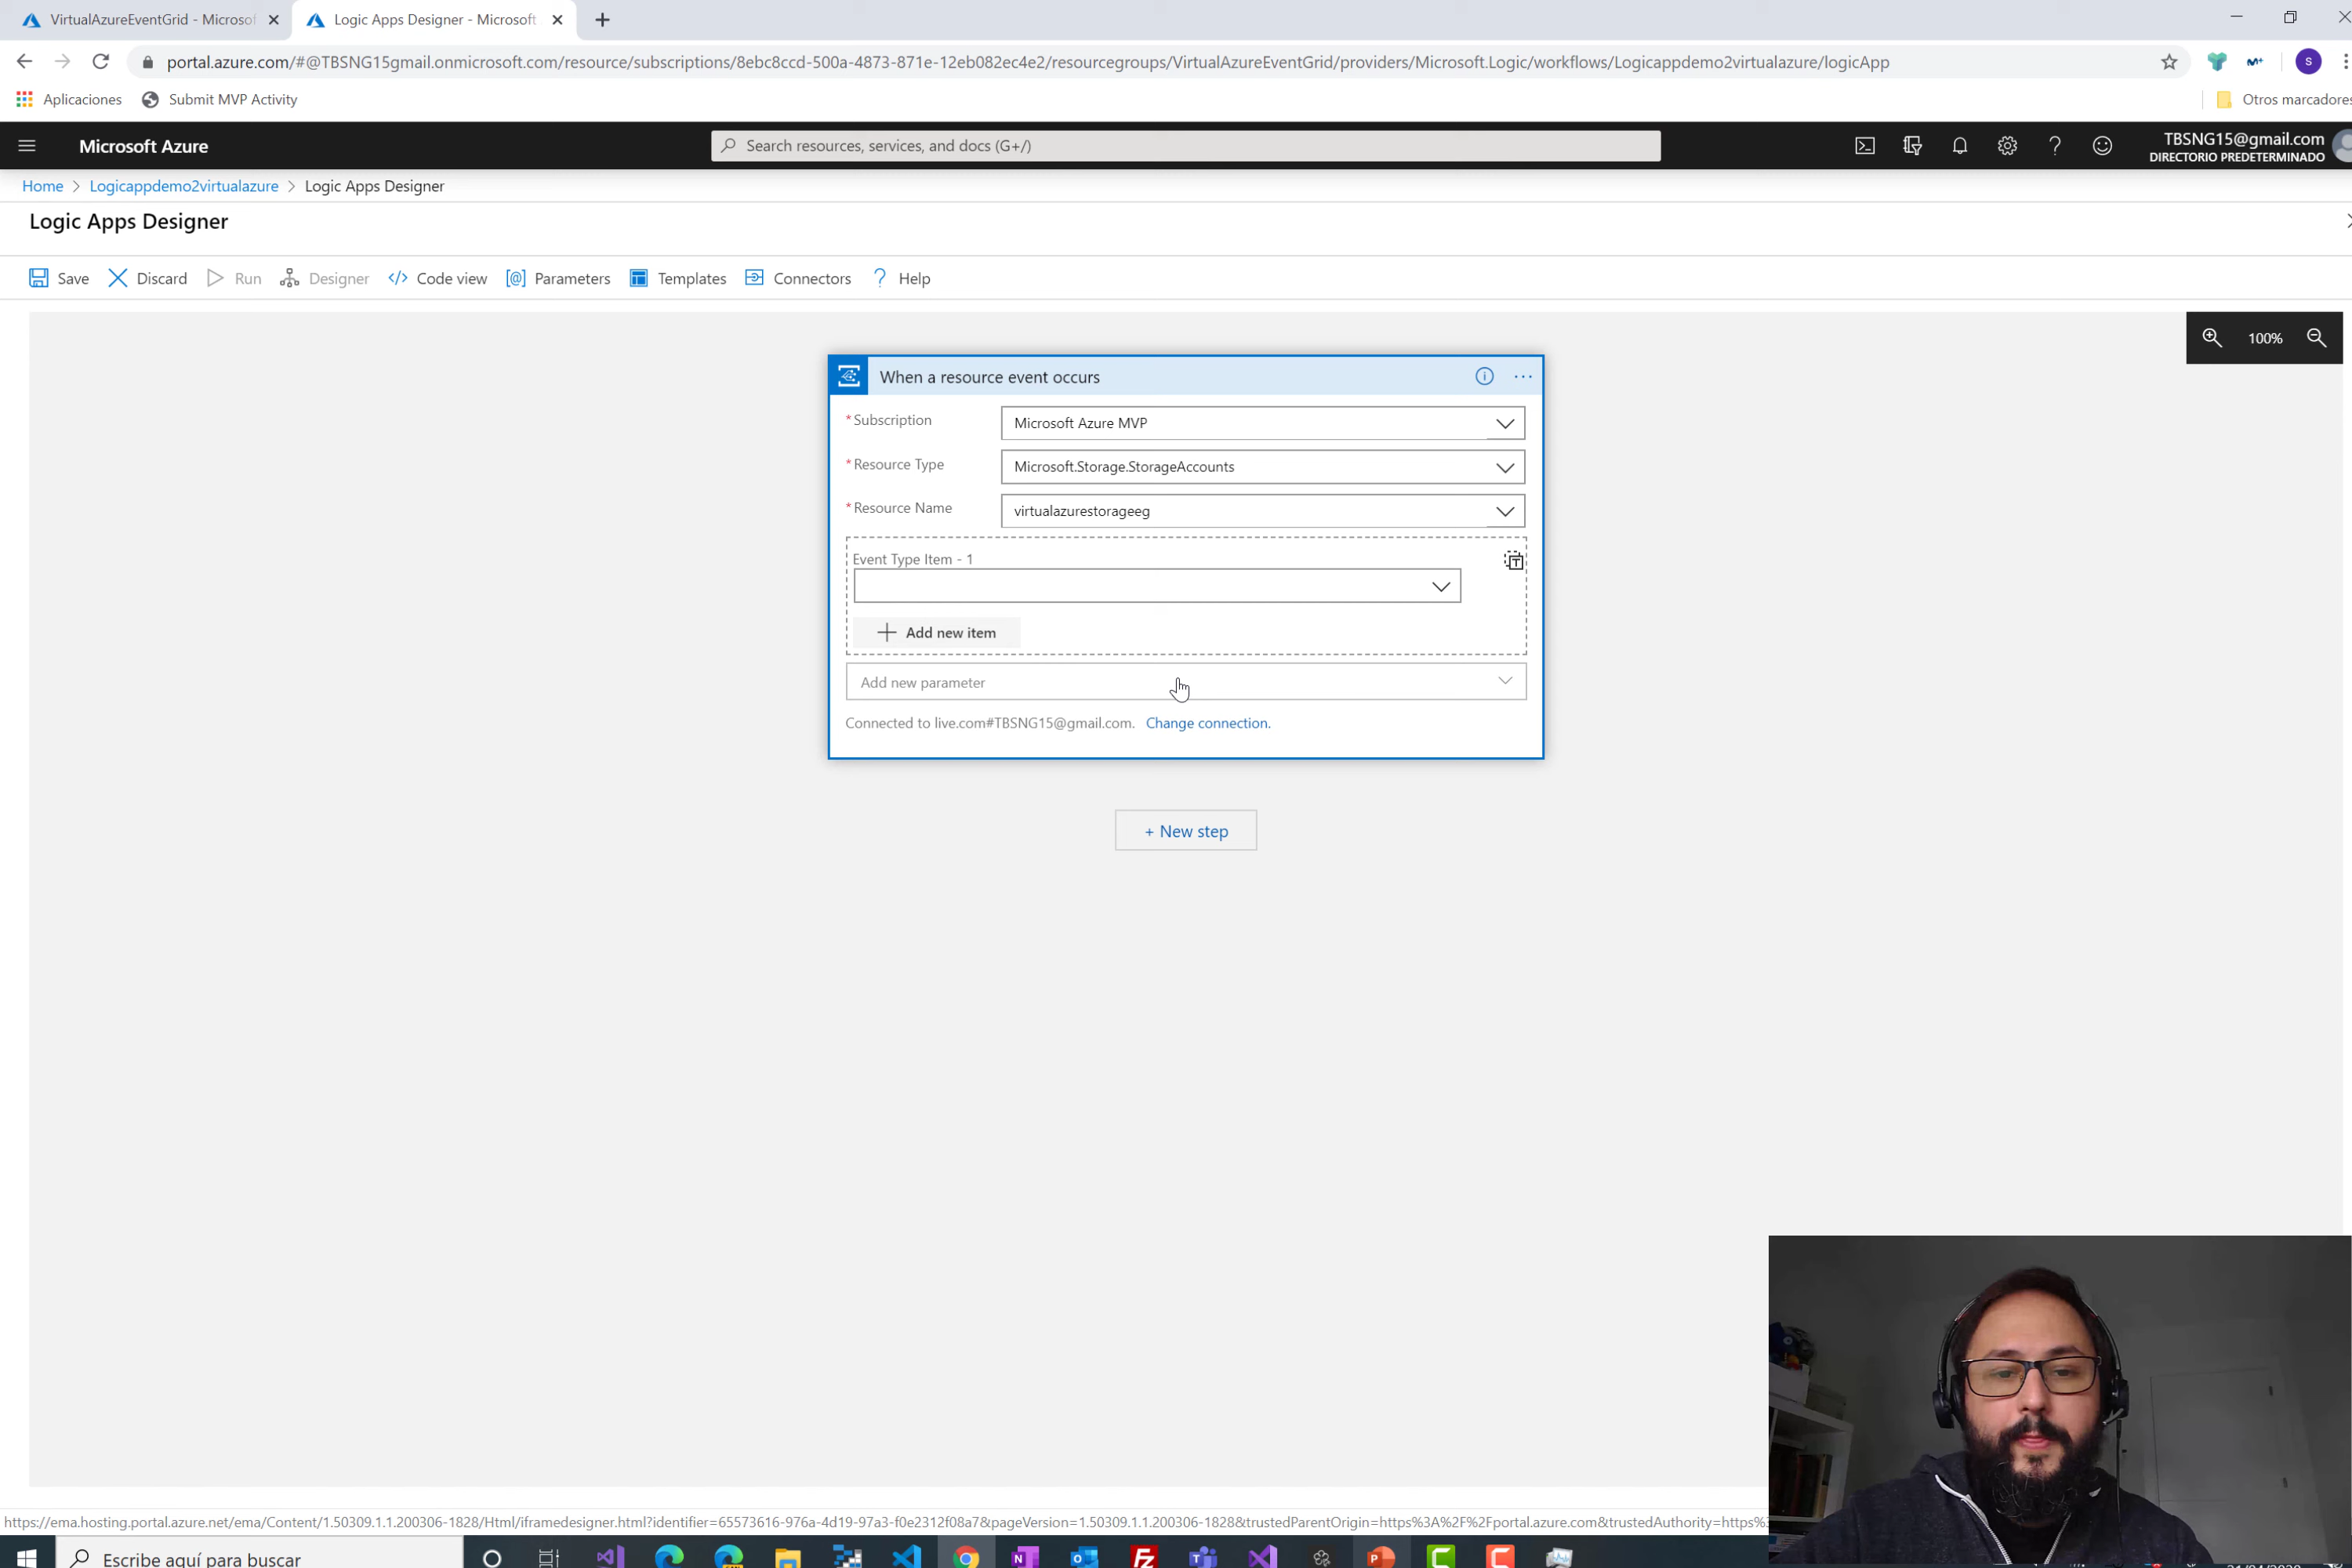 VirtualAzureEventGrid - Microsof
Logic Apps Designer - Microsoft
portal.azure.com/#@TBSNG15gmail.onmicrosoft.com/resource/subscriptions/8ebc8ccd-500a-4873-871e-12eb082ec4e2/resourcegroups/VirtualAzureEventGrid/providers/Microsoft.Logic/workflows/Logicappdemo2virtualazure/logicApp
S
Aplicaciones
Submit MVP Activity
Otros marcadores
Microsoft Azure
Search resources, services, and docs (G+/)
TBSNG15@gmail.com
DIRECTORIO PREDETERMINADO
Home > Logicappdemo2virtualazure > Logic Apps Designer
Logic Apps Designer
Save
Discard
Run
Designer
Code view
Parameters
Templates
Connectors
Help
100%
When a resource event occurs
* Subscription
Microsoft Azure MVP
* Resource Type
Microsoft.Storage.StorageAccounts
* Resource Name
virtualazurestorageeg
Event Type Item - 1
Add new item
Add new parameter
Connected to live.com#TBSNG15@gmail.com. Change connection.
+ New step
https://ema.hosting.portal.azure.net/ema/Content/1.50309.1.1.200306-1828/Html/iframedesigner.html?identifier=65573616-976a-4d19-97a3-f0e2312f08a7&pageVersion=1.50309.1.1.200306-1828&trustedParentOrigin=https%3A%2F%2Fportal.azure.com&trustedAuthority=https%
Escribe aquí para buscar